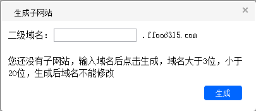 生成子网站
二级域名： .ffood315.com
您还没有子网站，输入域名后点击生成，域名大于3位，小于
20位，生成后域名不能修改
生成